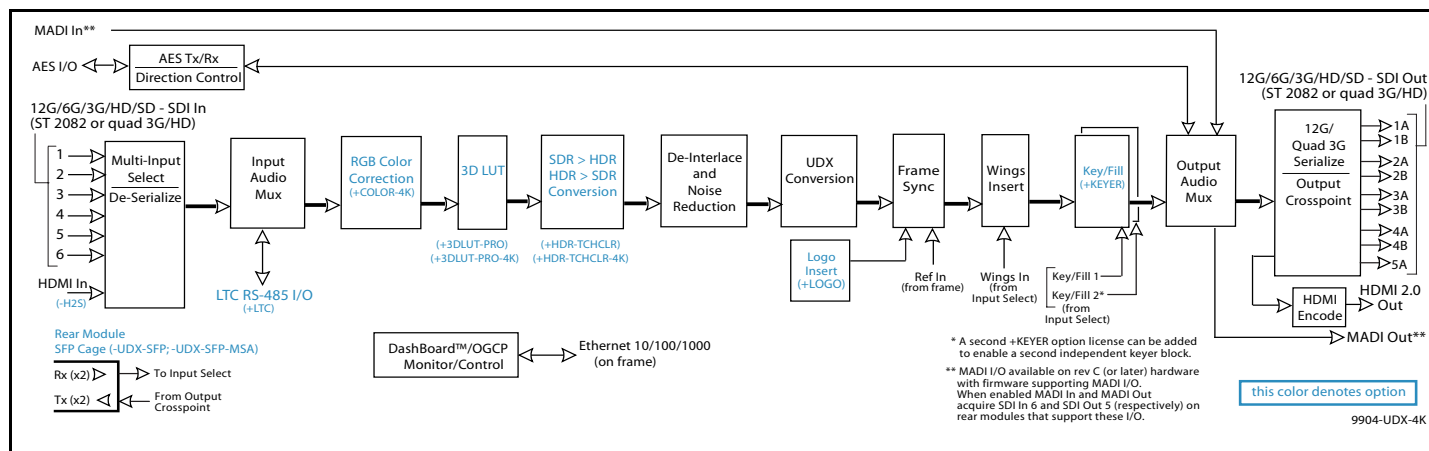 MADI In**
AES I/O
AES Tx/Rx
Direction Control
12G/6G/3G/HD/SD - SDI In
(ST 2082 or quad 3G/HD)
1
2
3
4
5
6
HDMI In
(-H2S)
Multi-Input
Select
De-Serialize
Input
Audio
Mux
LTC RS-485 I/O
(+LTC)
RGB Color
Correction
(+COLOR-4K)
3D LUT
(+3DLUT-PRO)
(+3DLUT-PRO-4K)
SDR > HDR
HDR > SDR
Conversion
(+HDR-TCHCLR)
(+HDR-TCHCLR-4K)
De-Interlace
and
Noise
Reduction
UDX
Conversion
Logo
Insert
(+LOGO)
Frame
Sync
Ref In
(from frame)
Wings
Insert
Wings In
(from
Input Select)
Key/Fill
(+KEYER)
Key/Fill 1
Key/Fill 2*
(from
Input Select)
Output
Audio
Mux
12G/6G/3G/HD/SD - SDI Out
(ST 2082 or quad 3G/HD)
12G/
Quad 3G
Serialize
Output
Crosspoint
1A
1B
2A
2B
3A
3B
4A
4B
5A
HDMI
Encode
HDMI 2.0
Out
MADI Out**
Rear Module
SFP Cage (-UDX-SFP; -UDX-SFP-MSA)
Rx (x2)
To Input Select
Tx (x2)
From Output
Crosspoint
DashBoard™/OGCP
Monitor/Control
Ethernet 10/100/1000
(on frame)
* A second +KEYER option license can be added
to enable a second independent keyer block.
** MADI I/O available on rev C (or later) hardware
with firmware supporting MADI I/O.
When enabled MADI In and MADI Out
acquire SDI In 6 and SDI Out 5 (respectively) on
rear modules that support these I/O.
this color denotes option
9904-UDX-4K